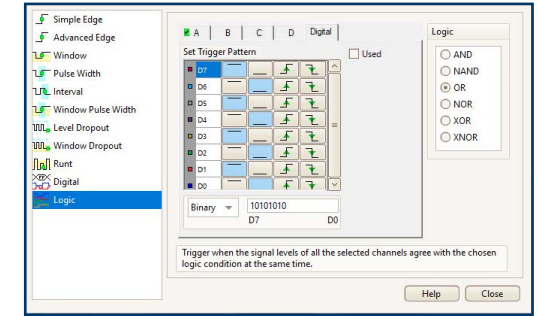 Simple Edge
Advanced Edge
Window
Pulse Width
Interval
Window Pulse Width
Level Dropout
Window Dropout
Runt
Digital
Logic
A B C D Digital
Set Trigger Pattern
Used
D7
D6
D5
D4
D3
D2
D1
D0
Binary 10101010
D7 D0
Logic
AND
NAND
OR
NOR
XOR
XNOR
Trigger when the signal levels of all the selected channels agree with the chosen
logic condition at the same time.
Help Close